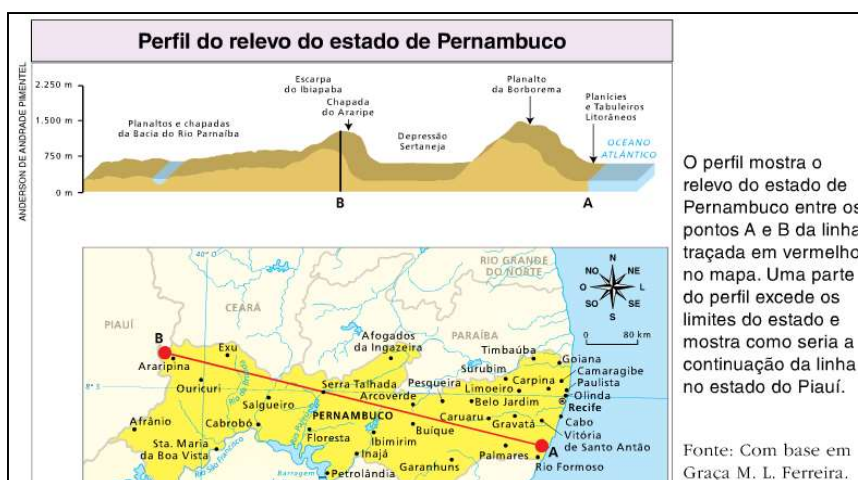 Perfil do relevo do estado de Pernambuco
ANDERSON DE ANDRADE PIMENTEL
2.250 m
1.500 m
750 m
0 m
Planaltos e chapadas
da Bacia do Rio Parnaíba
Escarpa
do Ibiapaba
Chapada
do Araripe
Depressão
Sertaneja
Planalto
da Borborema
Planícies
e Tabuleiros
Litorâneos
OCEANO
ATLÂNTICO
B
A
O perfil mostra o
relevo do estado de
Pernambuco entre os
pontos A e B da linha
traçada em vermelho
no mapa. Uma parte
do perfil excede os
limites do estado e
mostra como seria a
continuação da linha
no estado do Piauí.
40° O
RIO GRANDE
DO NORTE
CEARÁ
PIAUÍ
PARAÍBA
N
NO
NE
O
L
SO
SE
S
0
80 km
8° S
B
Araripina
Exu
Ouricuri
Afrânio
Sta. Maria
da Boa Vista
Cabrobó
Salgueiro
Rio São Francisco
Serra Talhada
PERNAMBUCO
Floresta
Afogados
da Ingazeira
Arcoverde
Ibimirim
Inajá
Barragem
Petrolândia
Buíque
Pesqueira
Garanhuns
Belo Jardim
Caruaru
Surubim
Limoeiro
Timbaúba
Carpina
Gravatá
Palmares
Goiana
Camaragibe
Paulista
Olinda
Recife
Cabo
Vitória
de Santo Antão
A
Rio Formoso
Fonte: Com base em
Graça M. L. Ferreira.